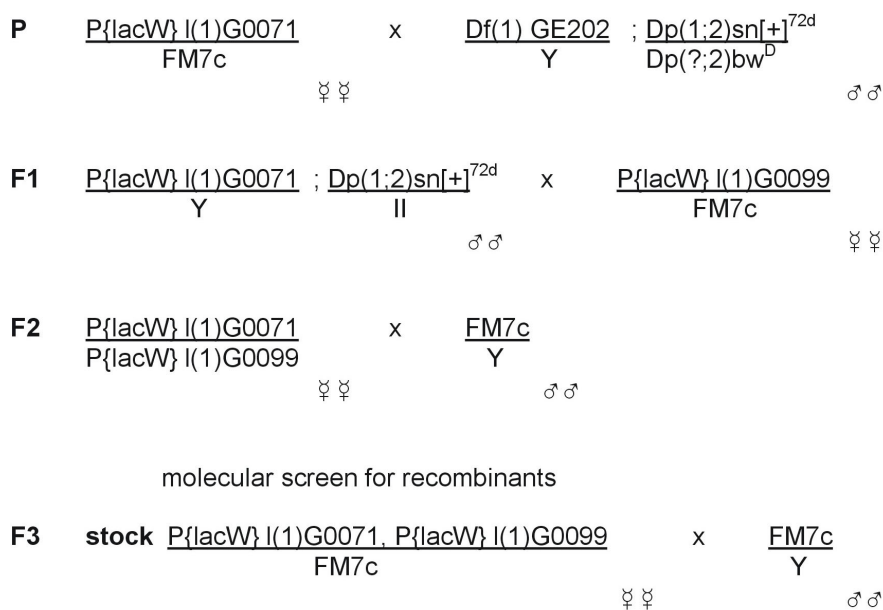 P P{lacW} l(1)G0071 x Df(1) GE202 ; Dp(1;2)sn[+]72d
FM7c Y Dp(?;2)bwD
☿☿ ♂♂
F1 P{lacW} l(1)G0071 ; Dp(1;2)sn[+]72d x P{lacW} l(1)G0099
Y II FM7c
♂♂ ☿☿
F2 P{lacW} l(1)G0071 x FM7c
P{lacW} l(1)G0099 Y
☿☿ ♂♂
molecular screen for recombinants
F3 stock P{lacW} l(1)G0071, P{lacW} l(1)G0099 x FM7c
FM7c Y
☿☿ ♂♂